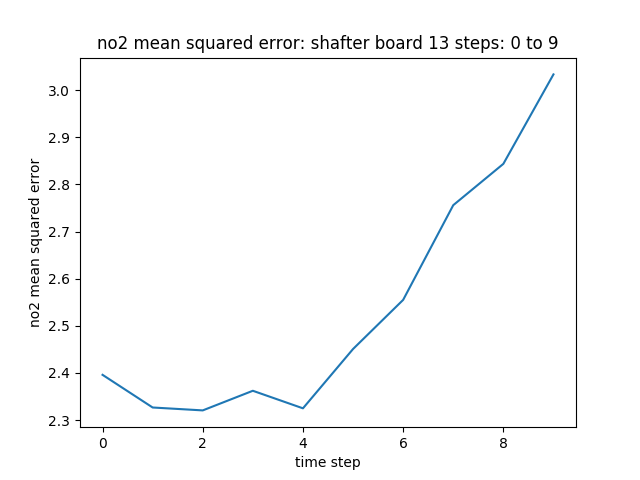 no2 mean squared error: shafter board 13 steps: 0 to 9
3.0
2.9
2.8
2.7
2.6
2.5
2.4
2.3
no2 mean squared error
0 2 4 6 8
time step